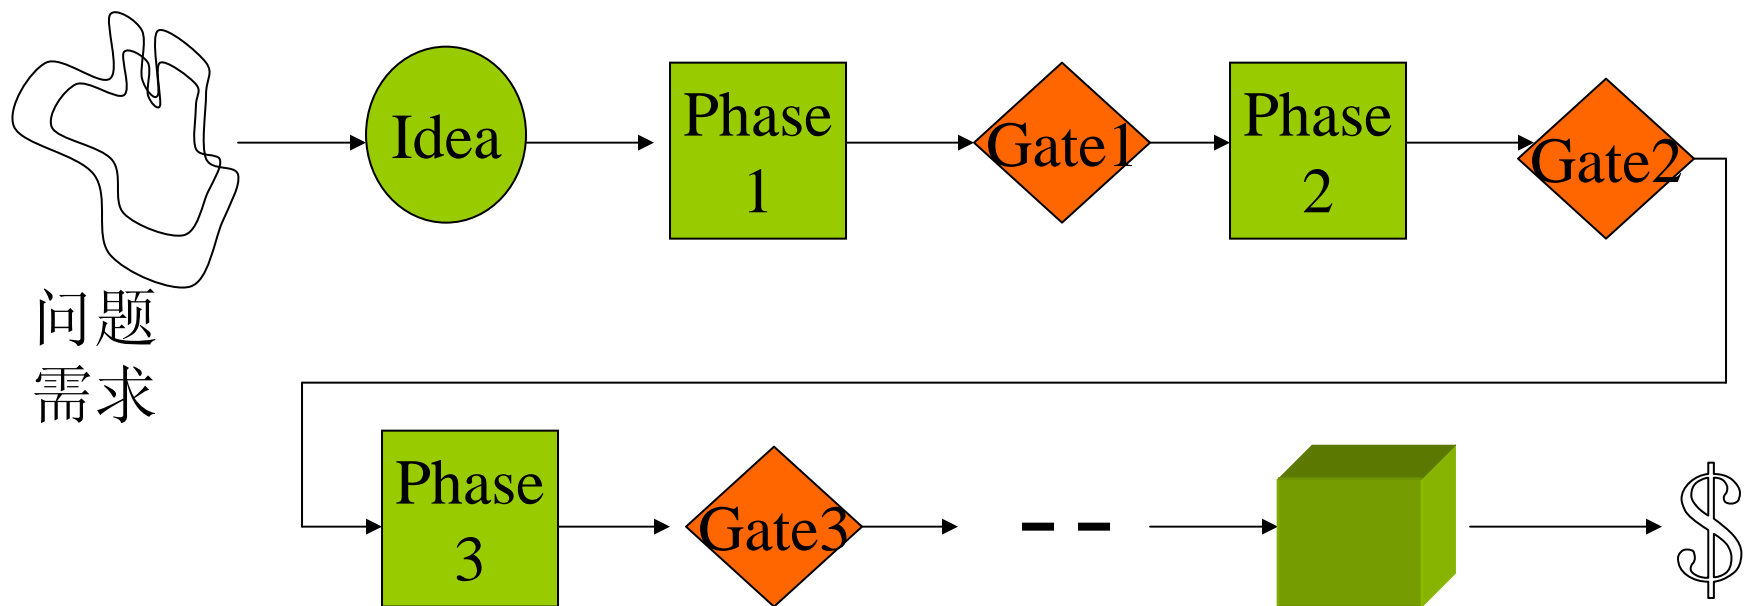 Idea
Phase
1
Gate1
Phase
2
Gate2
问题
需求
Phase
3
Gate3
$